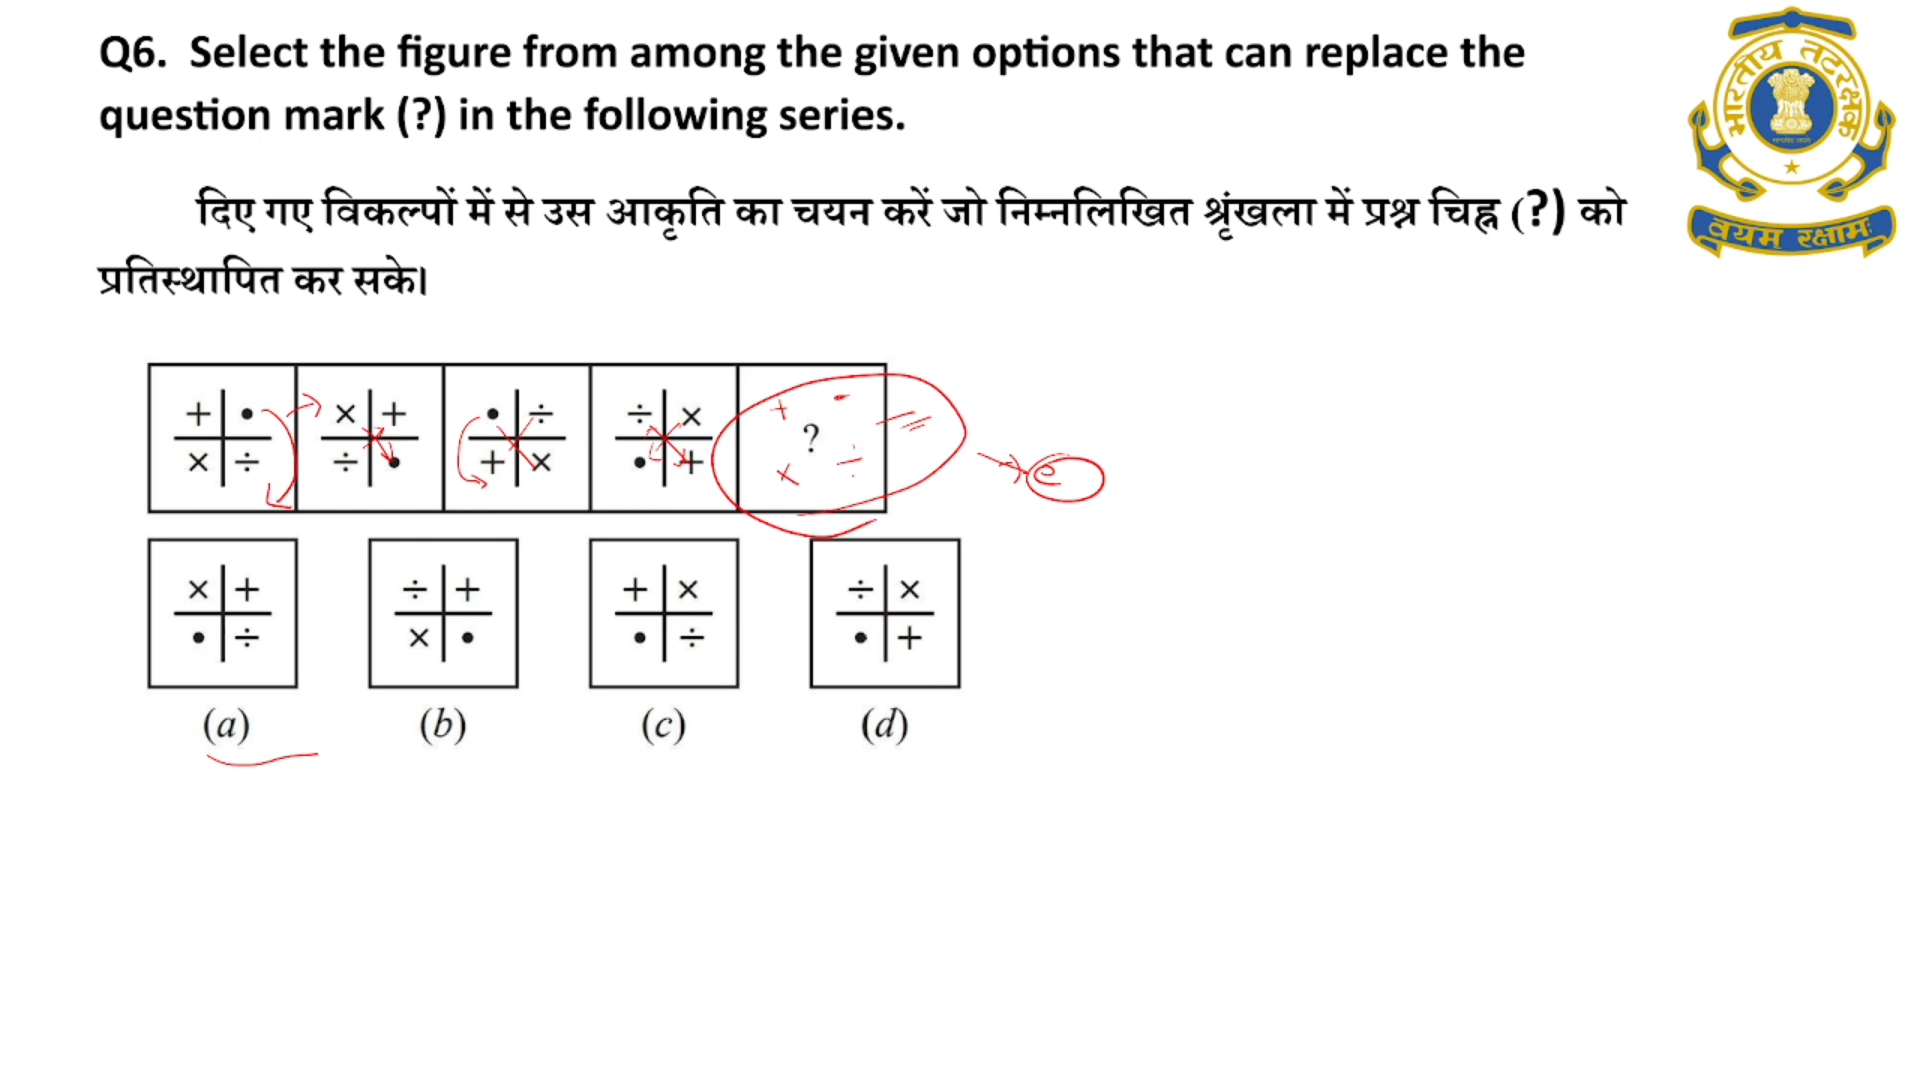 Q6. Select the figure from among the given options that can replace the
question mark (?) in the following series.
दिए गए विकल्पों में से उस आकृति का चयन करें जो निम्नलिखित श्रृंखला में प्रश्न चिह्न (?) को
प्रतिस्थापित कर सके।
भारतीय तटरक्षक
वयम् रक्षामः
+ • × + • ÷ ÷ × + •
?
× ÷ ÷ • + × • + × ÷
e
× + ÷ + + × ÷ ×
• ÷ × • • ÷ • +
(a) (b) (c) (d)